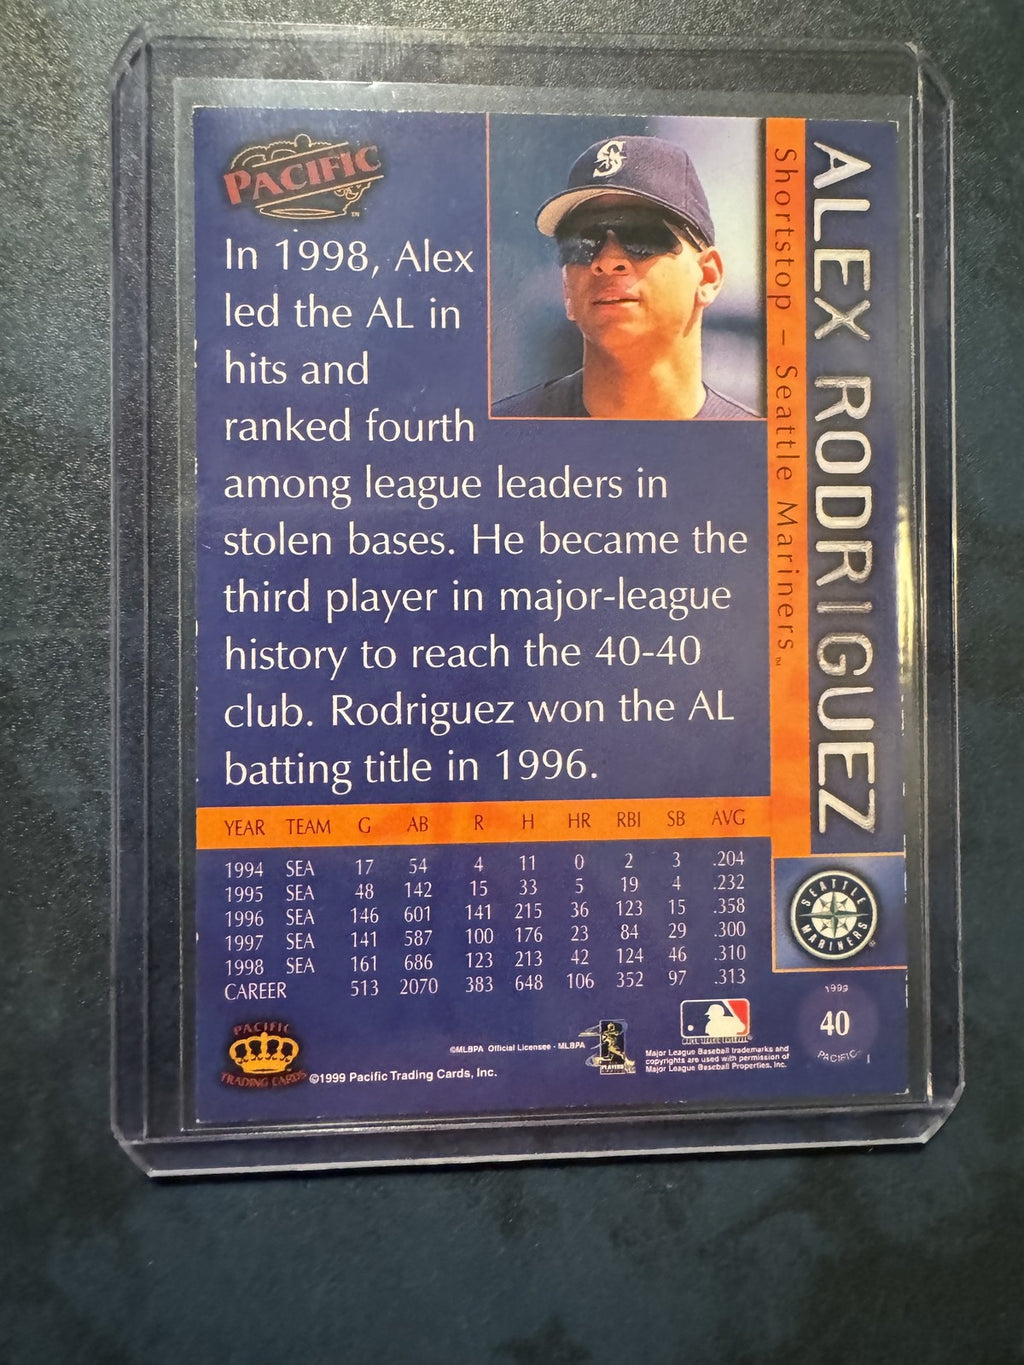 PACIFIC™
In 1998, Alex
led the AL in
hits and
ranked fourth
among league leaders in
stolen bases. He became the
third player in major-league
history to reach the 40-40
club. Rodriguez won the AL
batting title in 1996.
S
ALEX RODRIGUEZ
Shortstop – Seattle Mariners™
YEAR TEAM G AB R H HR RBI SB AVG
1994 SEA 17 54 4 11 0 2 3 .204
1995 SEA 48 142 15 33 5 19 4 .232
1996 SEA 146 601 141 215 36 123 15 .358
1997 SEA 141 587 100 176 23 84 29 .300
1998 SEA 161 686 123 213 42 124 46 .310
CAREER 513 2070 383 648 106 352 97 .313
SEATTLE
MARINERS
1999
40
PACIFIC
PACIFIC
TRADING CARDS
©1999 Pacific Trading Cards, Inc.
©MLBPA Official Licensee - MLBPA
PLAYERS
Major League Baseball trademarks and
copyrights are used with permission of
Major League Baseball Properties, Inc.